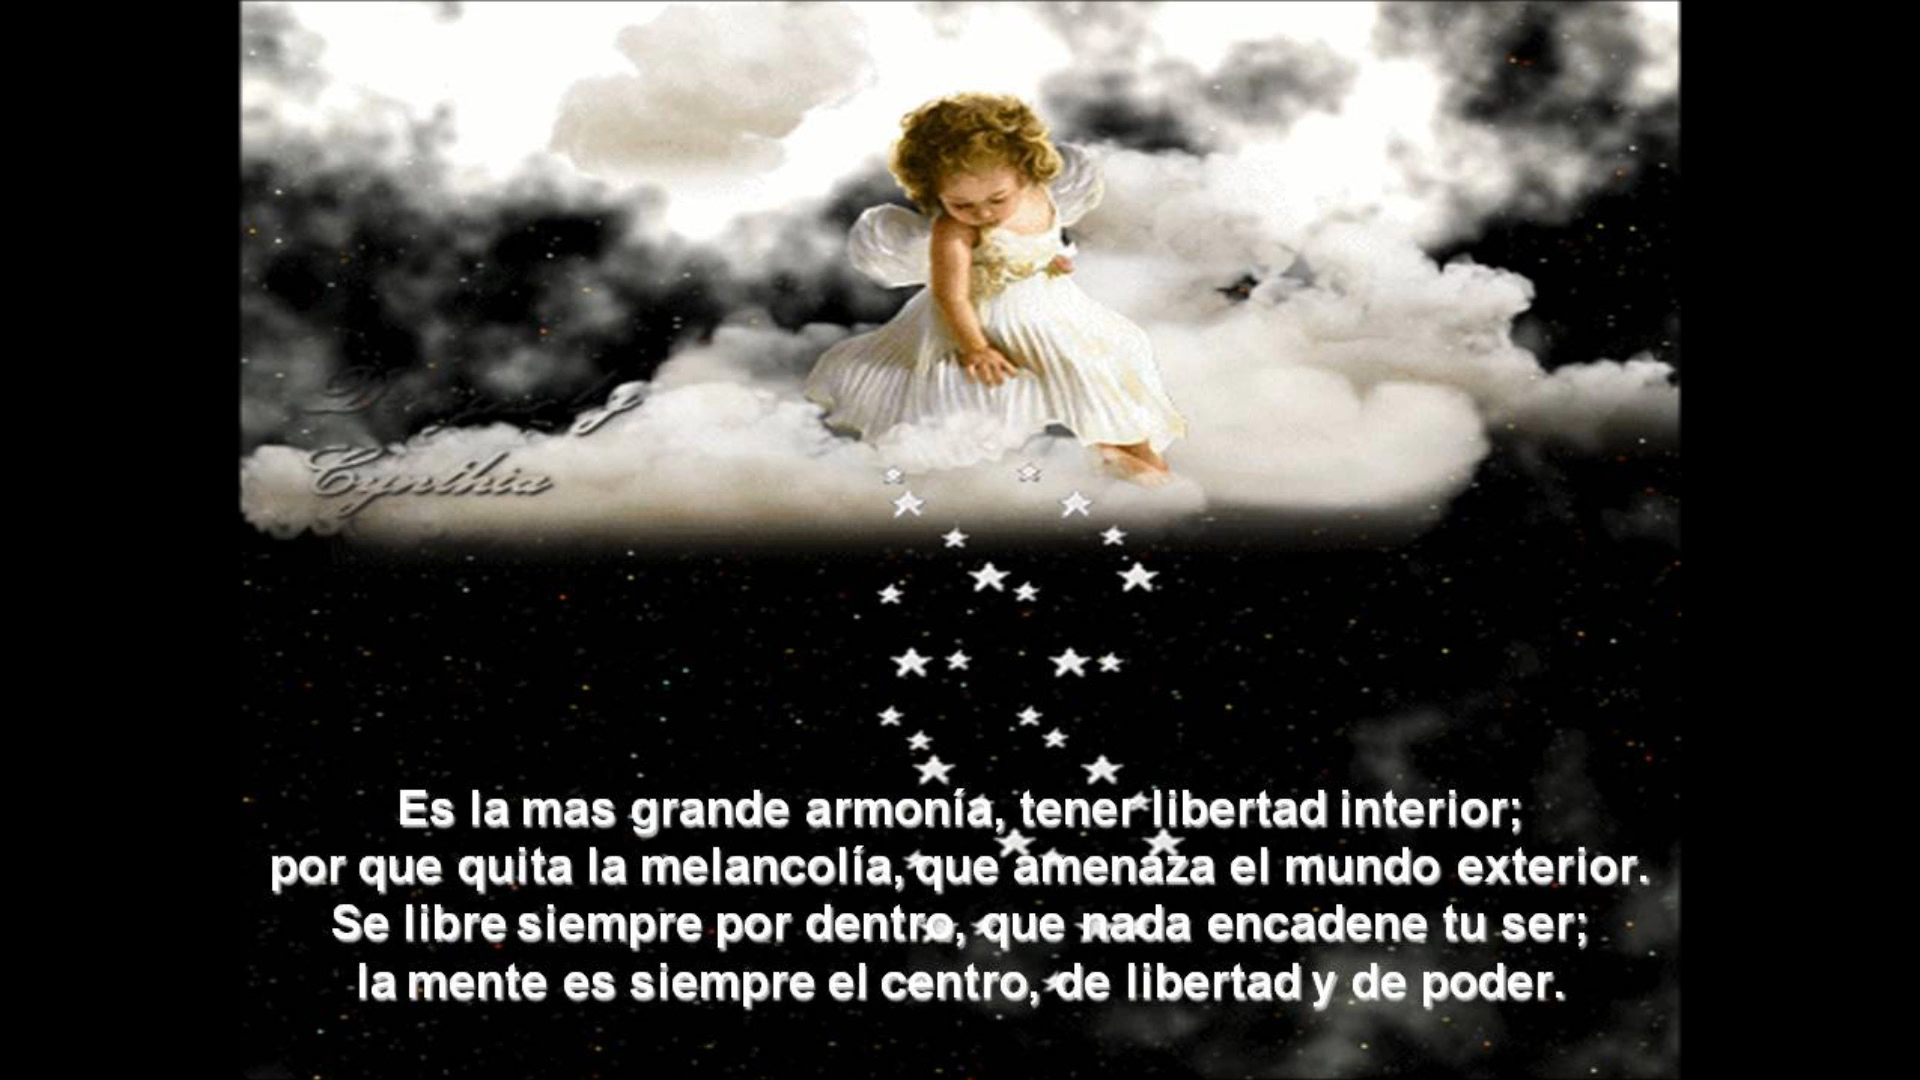 Cynthia
Es la mas grande armonía, tener libertad interior;
por que quita la melancolía, que amenaza el mundo exterior.
Se libre siempre por dentro, que nada encadene tu ser;
la mente es siempre el centro, de libertad y de poder.